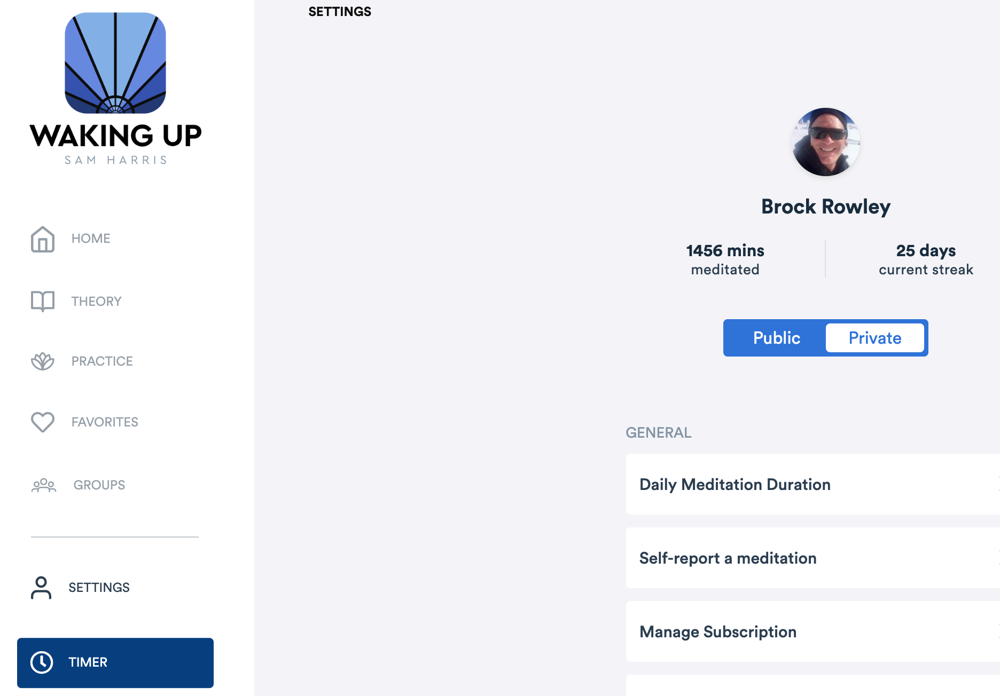 WAKING UP
SAM HARRIS
HOME
THEORY
PRACTICE
FAVORITES
GROUPS
SETTINGS
TIMER
SETTINGS
Brock Rowley
1456 mins
meditated
25 days
current streak
Public
Private
GENERAL
Daily Meditation Duration
Self-report a meditation
Manage Subscription